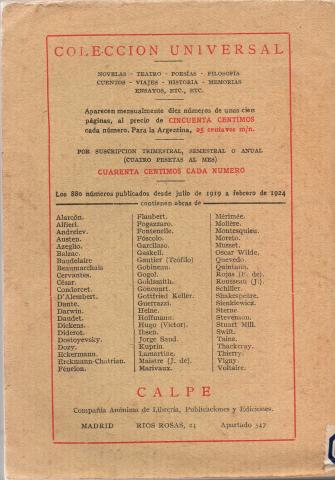 COLECCION UNIVERSAL
NOVELAS - TEATRO - POESÍAS - FILOSOFÍA
CUENTOS - VIAJES - HISTORIA - MEMORIAS
ENSAYOS, ETC., ETC.
Aparecen mensualmente diez números de unas cien
páginas, al precio de CINCUENTA CENTIMOS
cada número. Para la Argentina, 25 centavos m/n.
POR SUSCRIPCION TRIMESTRAL, SEMESTRAL O ANUAL
(CUATRO PESETAS AL MES)
CUARENTA CENTIMOS CADA NUMERO
Los 880 números publicados desde julio de 1919 a febrero de 1924
contienen obras de
Alarcón.
Alfieri.
Andreiev.
Austen.
Azeglio.
Balzac.
Baudelaire
Beaumarchais
Cervantes.
César.
Condorcet
D'Alembert.
Dante.
Darwin.
Daudet.
Dickens.
Diderot.
Dostoyevsky.
Dozy.
Eckermann.
Erckmann-Chatrian.
Fénelon.
Flaubert.
Fogazzaro.
Fontenelle.
Fóscolo.
Garcilaso.
Gaskell.
Gautier (Teófilo)
Gobineau.
Gogol.
Goldsmith.
Goncourt.
Gottfried Keller.
Guerrazzi.
Heine.
Hoffmann.
Hugo (Víctor).
Ibsen.
Jorge Sand.
Kuprin.
Lamartine.
Maistre (J. de).
Marivaux.
Mérimée.
Molière.
Montesquieu.
Moreto.
Musset.
Oscar Wilde.
Quevedo.
Quintana.
Rojas (F. de).
Rousseau (J.)
Schiller.
Shakespeare.
Sienkiewicz
Sterne
Stevenson.
Stuart Mill.
Swift.
Taine.
Thackeray.
Thierry.
Vigny
Voltaire.
CALPE
Compañía Anónima de Librería, Publicaciones y Ediciones.
MADRID RIOS ROSAS, 24 Apartado 547